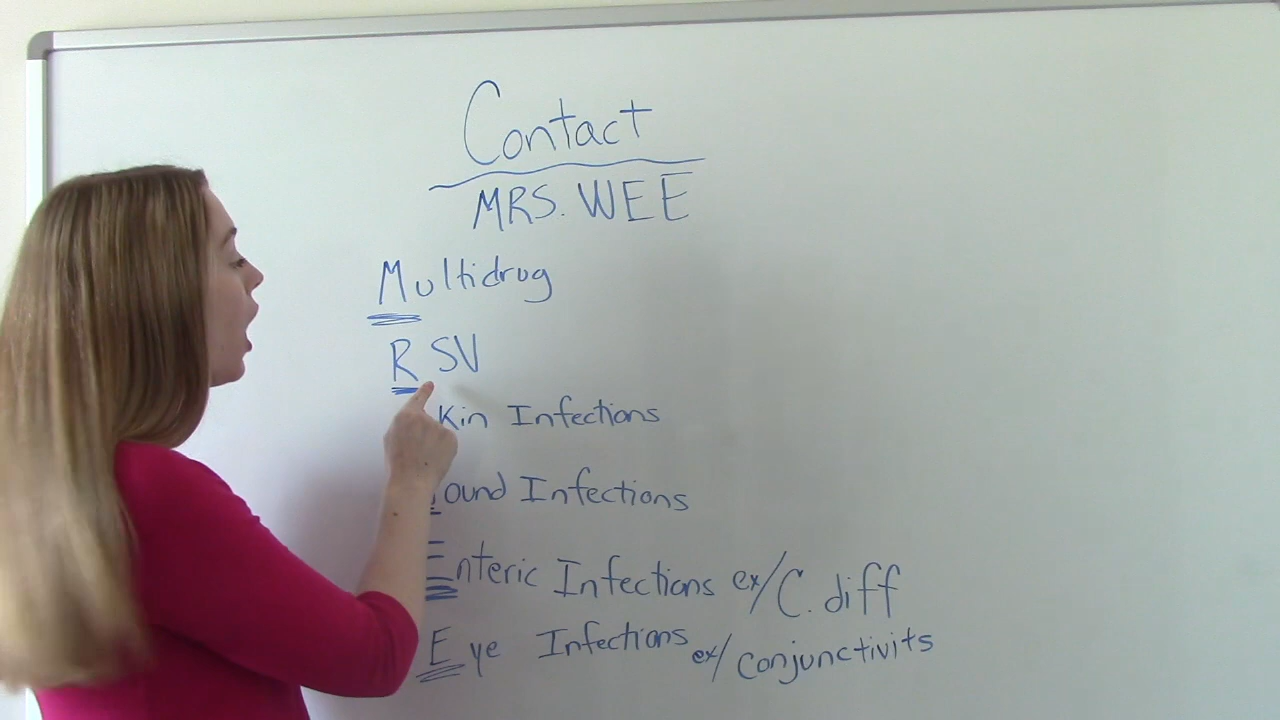 Contact
MRS. WEE
Multidrug
RSV
kin Infections
ound Infections
Enteric Infections ex/ C. diff
Eye Infections ex/ conjunctivits